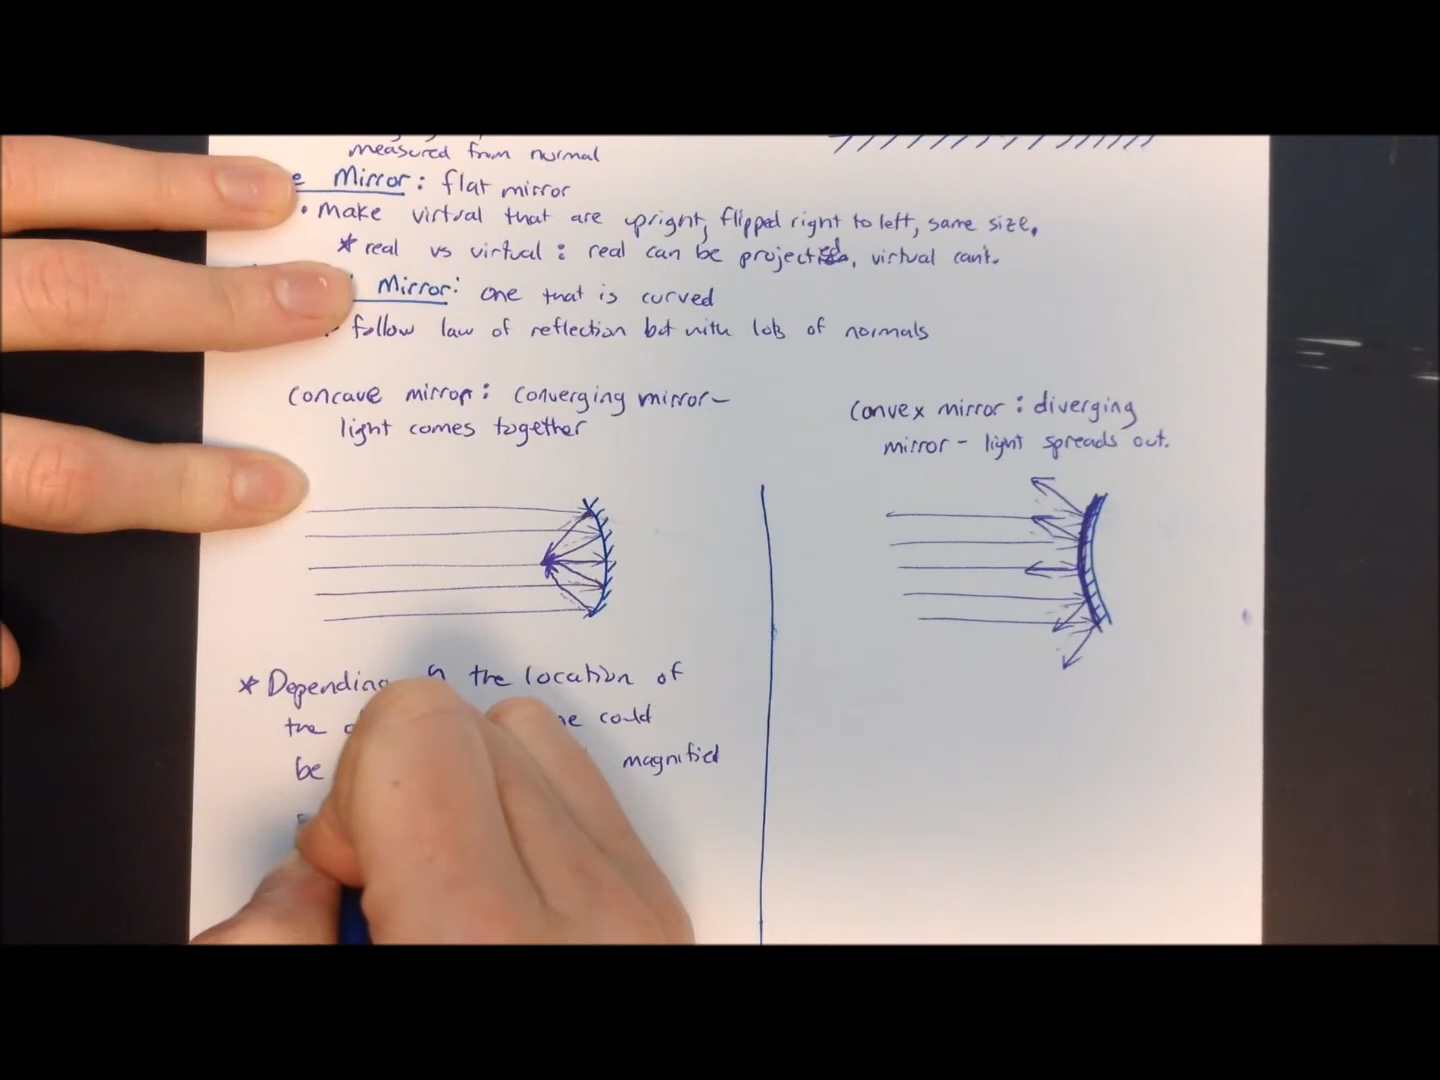 measured from normal
Mirror: flat mirror
• Make virtual that are upright, flipped right to left, same size.
* real vs virtual: real can be projected, virtual can't.
Mirror: one that is curved
follow law of reflection but with lots of normals
Concave mirror: converging mirror-
light comes together
Convex mirror: diverging
mirror - light spreads out.
* Depending the location of
the could
be magnified